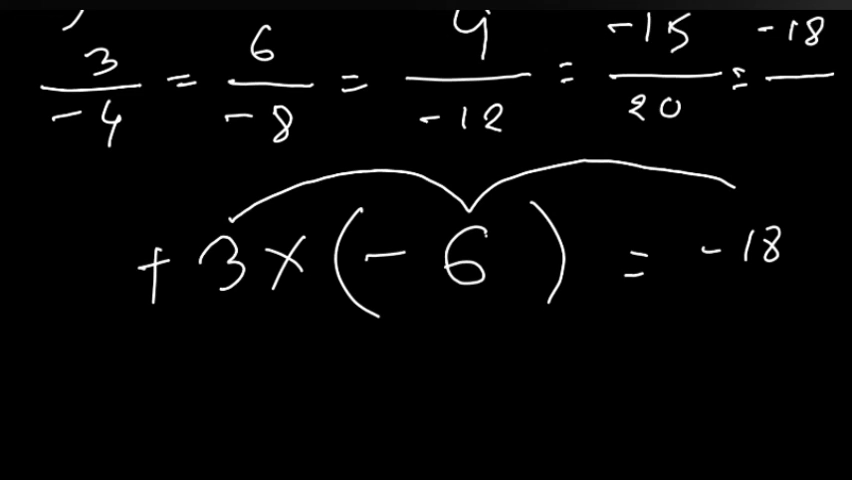 3/-4 = 6/-8 = 9/-12 = -15/20 = -18/
+3×(-6) = -18